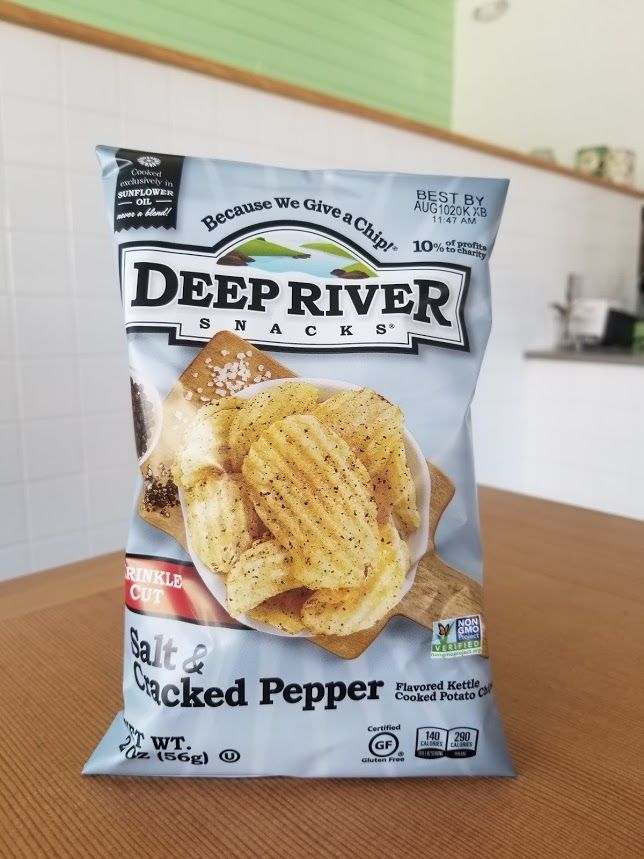 Cooked
exclusively in
SUNFLOWER
OIL
never a blend!
Because We Give a Chip!®
BEST BY
AUG1020K XB
11:47 AM
10% of profits
to charity
DEEP RIVER
SNACKS®
RINKLE
CUT
Salt &
Cracked Pepper
Flavored Kettle
Cooked Potato Chi
NON
GMO
Project
VERIFIED
nongmoproject.org
ET WT.
2 oz (56g)
U
Certified
GF
Gluten Free
140
CALORIES
290
CALORIES